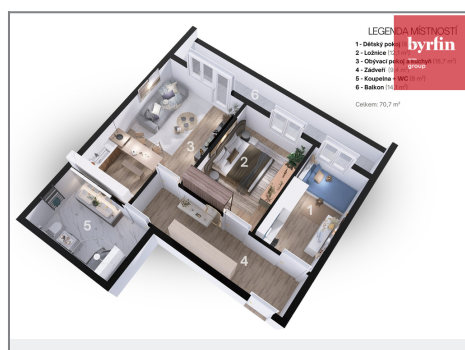 LEGENDA MÍSTNOSTÍ
1 - Dětský pokoj
2 - Ložnice
3 - Obývací pokoj
4 - Zádveří
5 - Koupelna + WC
6 - Balkon
Celkem: 70,7 m²
byrfin
group
6
3
2
1
5
4